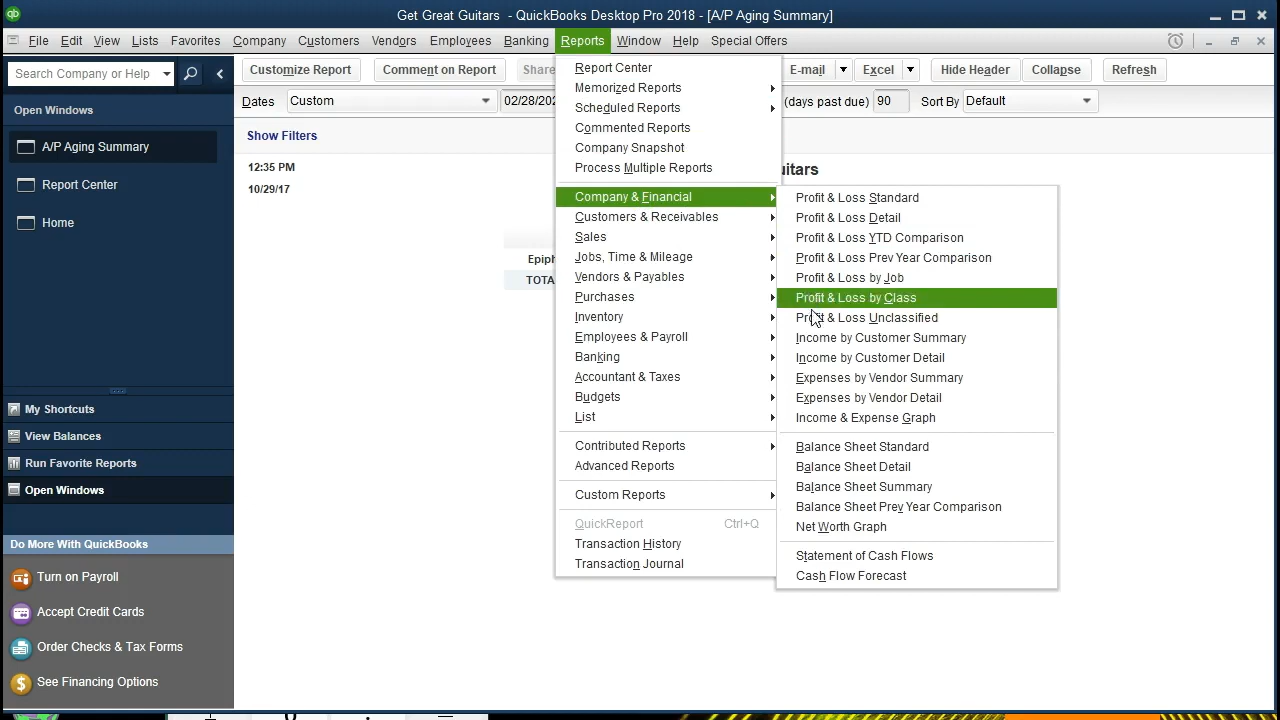 Get Great Guitars - QuickBooks Desktop Pro 2018 - [A/P Aging Summary]
File Edit View Lists Favorites Company Customers Vendors Employees Banking Reports Window Help Special Offers
Search Company or Help
Customize Report Comment on Report Share E-mail Excel Hide Header Collapse Refresh
Dates Custom 02/28/202 (days past due) 90 Sort By Default
Show Filters
12:35 PM
10/29/17
uitars
Epiph
TOTA
Open Windows
A/P Aging Summary
Report Center
Home
My Shortcuts
View Balances
Run Favorite Reports
Open Windows
Do More With QuickBooks
Turn on Payroll
Accept Credit Cards
Order Checks & Tax Forms
See Financing Options
Report Center
Memorized Reports
Scheduled Reports
Commented Reports
Company Snapshot
Process Multiple Reports
Company & Financial
Customers & Receivables
Sales
Jobs, Time & Mileage
Vendors & Payables
Purchases
Inventory
Employees & Payroll
Banking
Accountant & Taxes
Budgets
List
Contributed Reports
Advanced Reports
Custom Reports
QuickReport Ctrl+Q
Transaction History
Transaction Journal
Profit & Loss Standard
Profit & Loss Detail
Profit & Loss YTD Comparison
Profit & Loss Prev Year Comparison
Profit & Loss by Job
Profit & Loss by Class
Profit & Loss Unclassified
Income by Customer Summary
Income by Customer Detail
Expenses by Vendor Summary
Expenses by Vendor Detail
Income & Expense Graph
Balance Sheet Standard
Balance Sheet Detail
Balance Sheet Summary
Balance Sheet Prev Year Comparison
Net Worth Graph
Statement of Cash Flows
Cash Flow Forecast